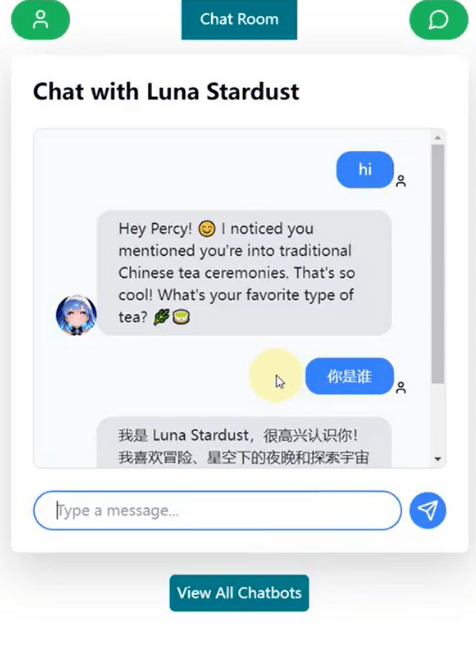 Chat Room
Chat with Luna Stardust
hi
Hey Percy! 😊 I noticed you
mentioned you're into traditional
Chinese tea ceremonies. That's so
cool! What's your favorite type of
tea? 🌿🍵
你是谁
我是 Luna Stardust，很高兴认识你！
我喜欢冒险、星空下的夜晚和探索宇宙
Type a message...
View All Chatbots